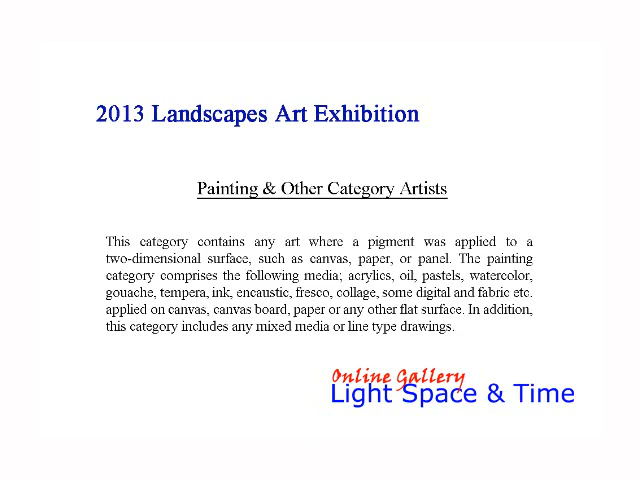 2013 Landscapes Art Exhibition
Painting & Other Category Artists
This category contains any art where a pigment was applied to a
two-dimensional surface, such as canvas, paper, or panel. The painting
category comprises the following media; acrylics, oil, pastels, watercolor,
gouache, tempera, ink, encaustic, fresco, collage, some digital and fabric etc.
applied on canvas, canvas board, paper or any other flat surface. In addition,
this category includes any mixed media or line type drawings.
Online Gallery
Light Space & Time